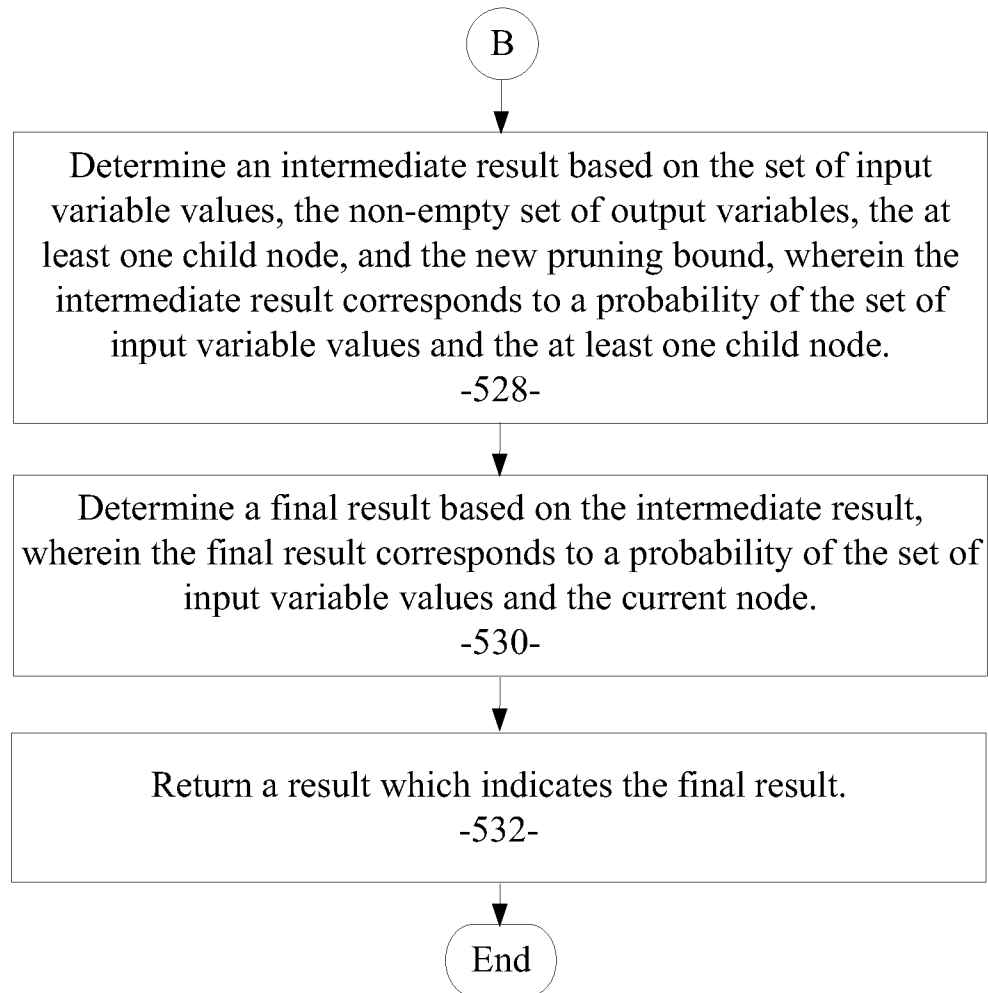 B
Determine an intermediate result based on the set of input
variable values, the non-empty set of output variables, the at
least one child node, and the new pruning bound, wherein the
intermediate result corresponds to a probability of the set of
input variable values and the at least one child node.
-528-
Determine a final result based on the intermediate result,
wherein the final result corresponds to a probability of the set of
input variable values and the current node.
-530-
Return a result which indicates the final result.
-532-
End